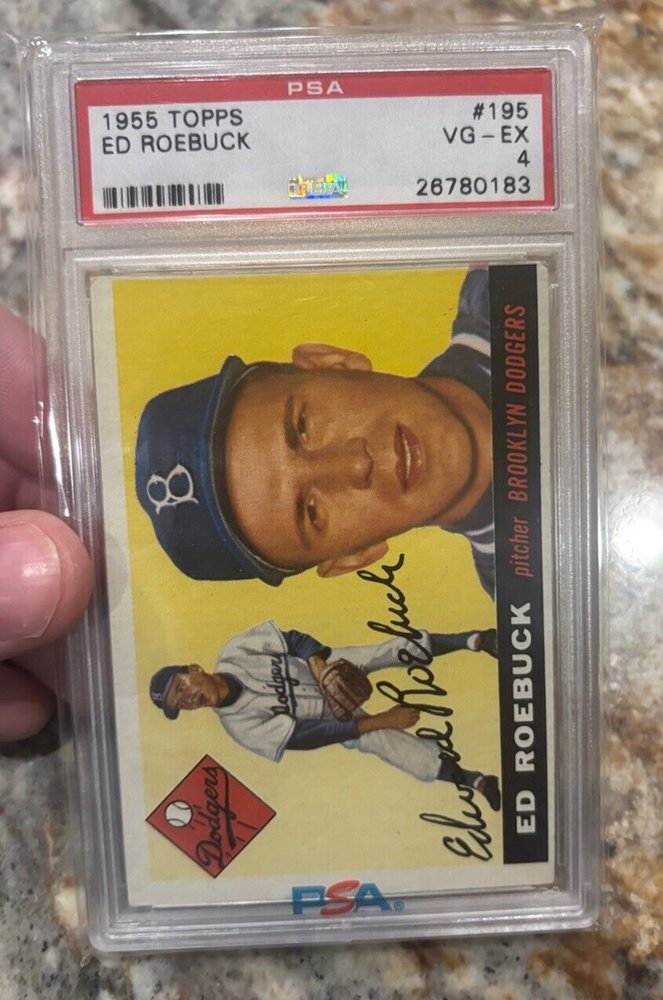 PSA
1955 TOPPS #195
ED ROEBUCK VG-EX
4
26780183
B
Dodgers
Dodgers
B
Edward Roebuck
ED ROEBUCK pitcher BROOKLYN DODGERS
PSA®